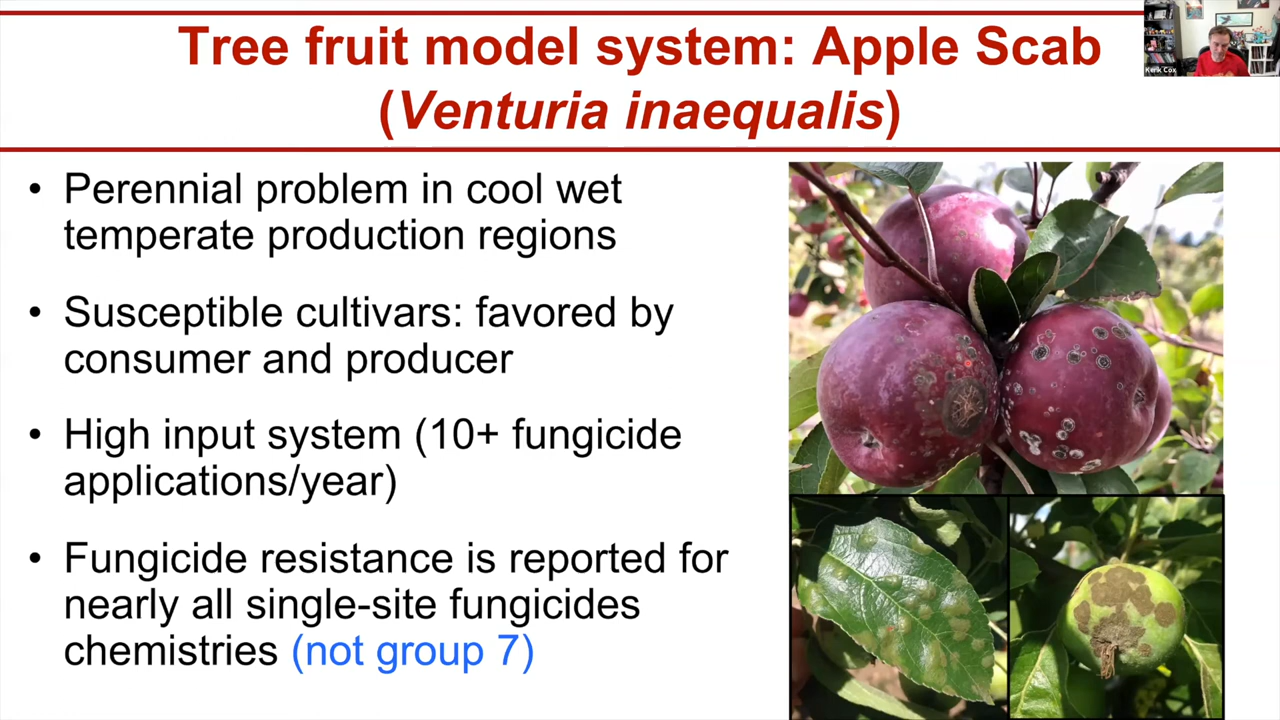 Tree fruit model system: Apple Scab
(Venturia inaequalis)
Kerik Cox
• Perennial problem in cool wet
temperate production regions
• Susceptible cultivars: favored by
consumer and producer
• High input system (10+ fungicide
applications/year)
• Fungicide resistance is reported for
nearly all single-site fungicides
chemistries (not group 7)